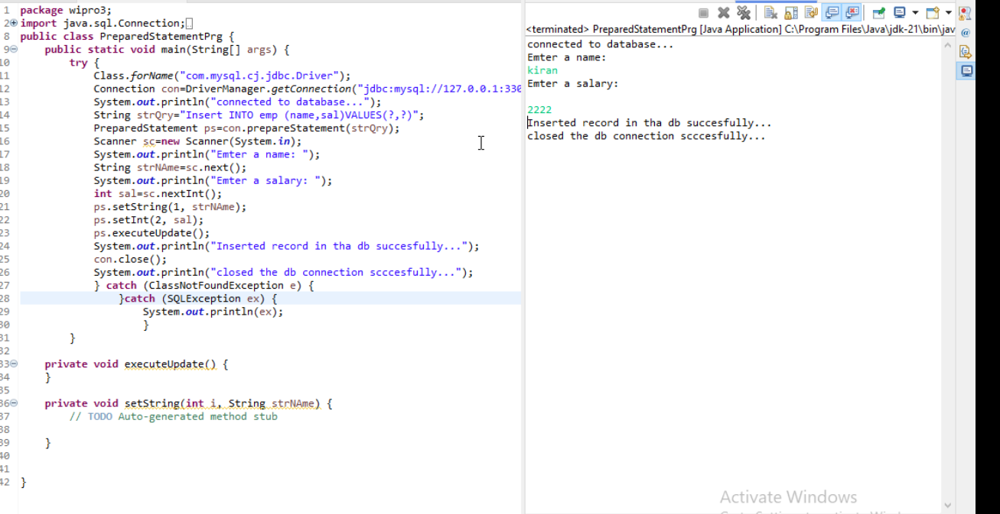 1 package wipro3;
2 import java.sql.Connection;
8 public class PreparedStatementPrg {
9 public static void main(String[] args) {
10 try {
11 Class.forName("com.mysql.cj.jdbc.Driver");
12 Connection con=DriverManager.getConnection("jdbc:mysql://127.0.0.1:330
13 System.out.println("connected to database...");
14 String strQry="Insert INTO emp (name,sal)VALUES(?,?)";
15 PreparedStatement ps=con.prepareStatement(strQry);
16 Scanner sc=new Scanner(System.in);
17 System.out.println("Emter a name: ");
18 String strNAme=sc.next();
19 System.out.println("Emter a salary: ");
20 int sal=sc.nextInt();
21 ps.setString(1, strNAme);
22 ps.setInt(2, sal);
23 ps.executeUpdate();
24 System.out.println("Inserted record in tha db succesfully...");
25 con.close();
26 System.out.println("closed the db connection scccesfully...");
27 } catch (ClassNotFoundException e) {
28 }catch (SQLException ex) {
29 System.out.println(ex);
30 }
31 }
32
33 private void executeUpdate() {
34 }
35
36 private void setString(int i, String strNAme) {
37 // TODO Auto-generated method stub
38
39 }
40
41
42 }
<terminated> PreparedStatementPrg [Java Application] C:\Program Files\Java\jdk-21\bin\jav
connected to database...
Emter a name:
kiran
Emter a salary:
2222
Inserted record in tha db succesfully...
closed the db connection scccesfully...
Activate Windows